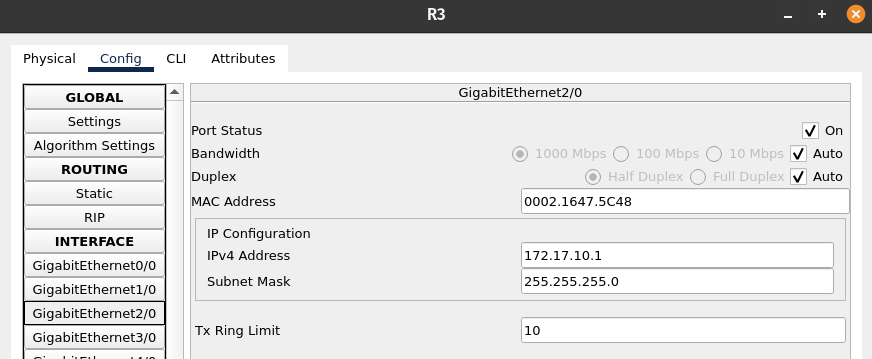 R3
Physical Config CLI Attributes
GLOBAL
Settings
Algorithm Settings
ROUTING
Static
RIP
INTERFACE
GigabitEthernet0/0
GigabitEthernet1/0
GigabitEthernet2/0
GigabitEthernet3/0
GigabitEthernet2/0
Port Status On
Bandwidth 1000 Mbps 100 Mbps 10 Mbps Auto
Duplex Half Duplex Full Duplex Auto
MAC Address 0002.1647.5C48
IP Configuration
IPv4 Address 172.17.10.1
Subnet Mask 255.255.255.0
Tx Ring Limit 10